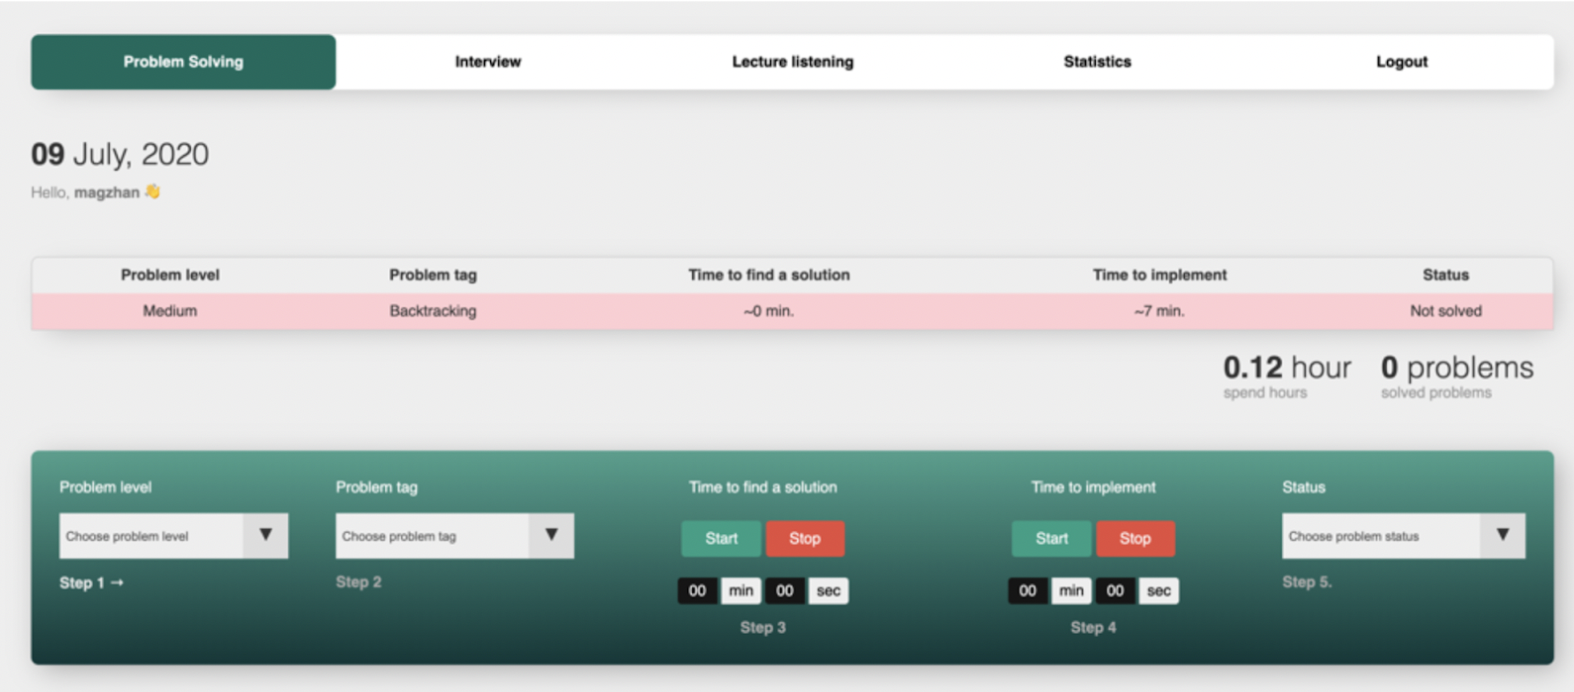 Problem Solving Interview Lecture listening Statistics Logout
09 July, 2020
Hello, magzhan 👋
Problem level Problem tag Time to find a solution Time to implement Status
Medium Backtracking ~0 min. ~7 min. Not solved
0.12 hour 0 problems
spend hours solved problems
Problem level Problem tag Time to find a solution Time to implement Status
Choose problem level ▼ Choose problem tag ▼ Start Stop Start Stop Choose problem status ▼
Step 1 → Step 2 00 min 00 sec 00 min 00 sec Step 5.
Step 3 Step 4